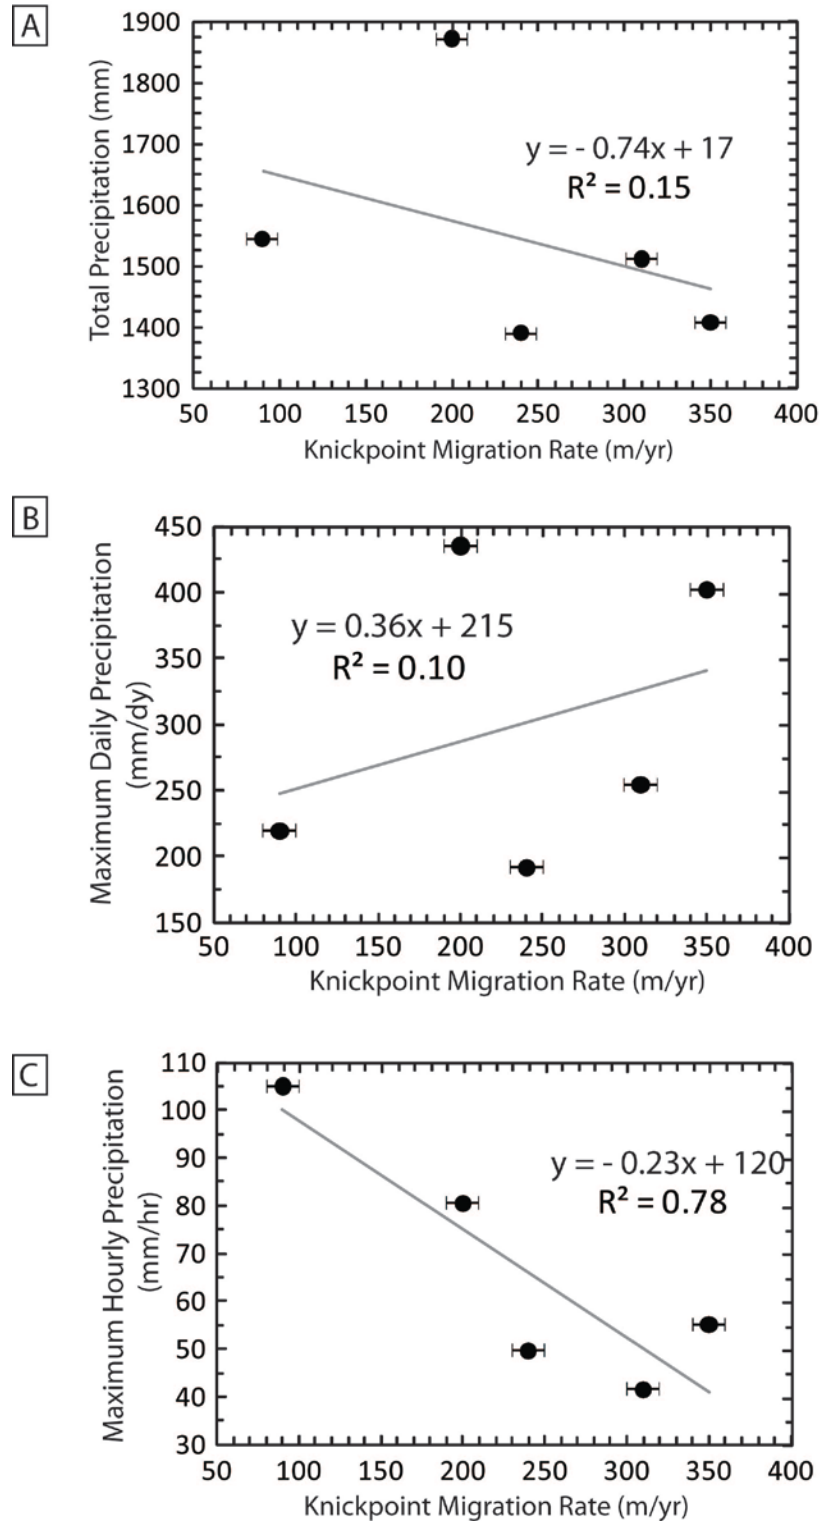 A
1900
1800
1700
1600
1500
1400
1300
Total Precipitation (mm)
y = - 0.74x + 17
R² = 0.15
50 100 150 200 250 300 350 400
Knickpoint Migration Rate (m/yr)
B
450
400
350
300
250
200
150
Maximum Daily Precipitation
(mm/dy)
y = 0.36x + 215
R² = 0.10
50 100 150 200 250 300 350 400
Knickpoint Migration Rate (m/yr)
C
110
100
90
80
70
60
50
40
30
Maximum Hourly Precipitation
(mm/hr)
y = - 0.23x + 120
R² = 0.78
50 100 150 200 250 300 350 400
Knickpoint Migration Rate (m/yr)